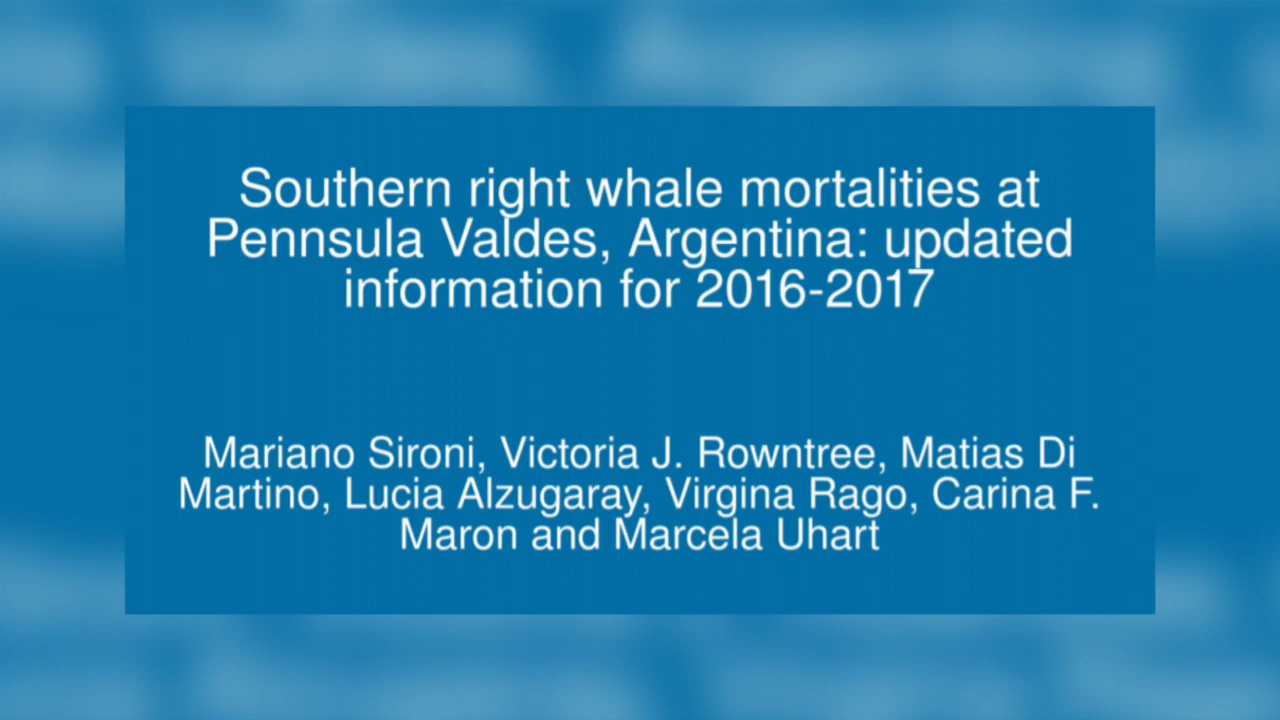 Southern right whale mortalities at
Pennsula Valdes, Argentina: updated
information for 2016-2017
Mariano Sironi, Victoria J. Rowntree, Matias Di
Martino, Lucia Alzugaray, Virgina Rago, Carina F.
Maron and Marcela Uhart